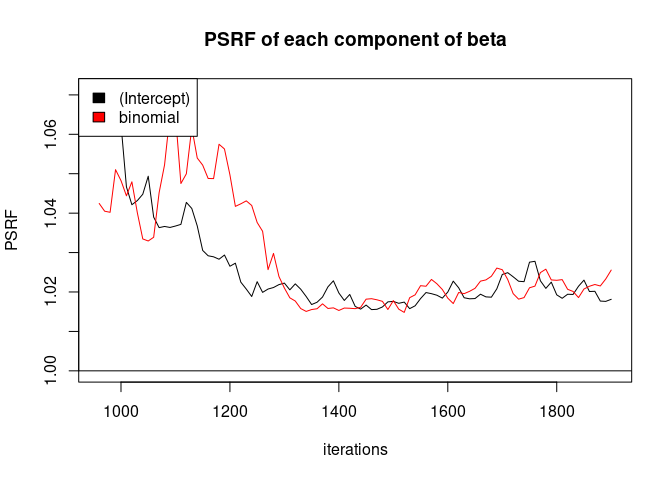 PSRF of each component of beta
(Intercept)
binomial
PSRF
1.06
1.04
1.02
1.00
1000 1200 1400 1600 1800
iterations